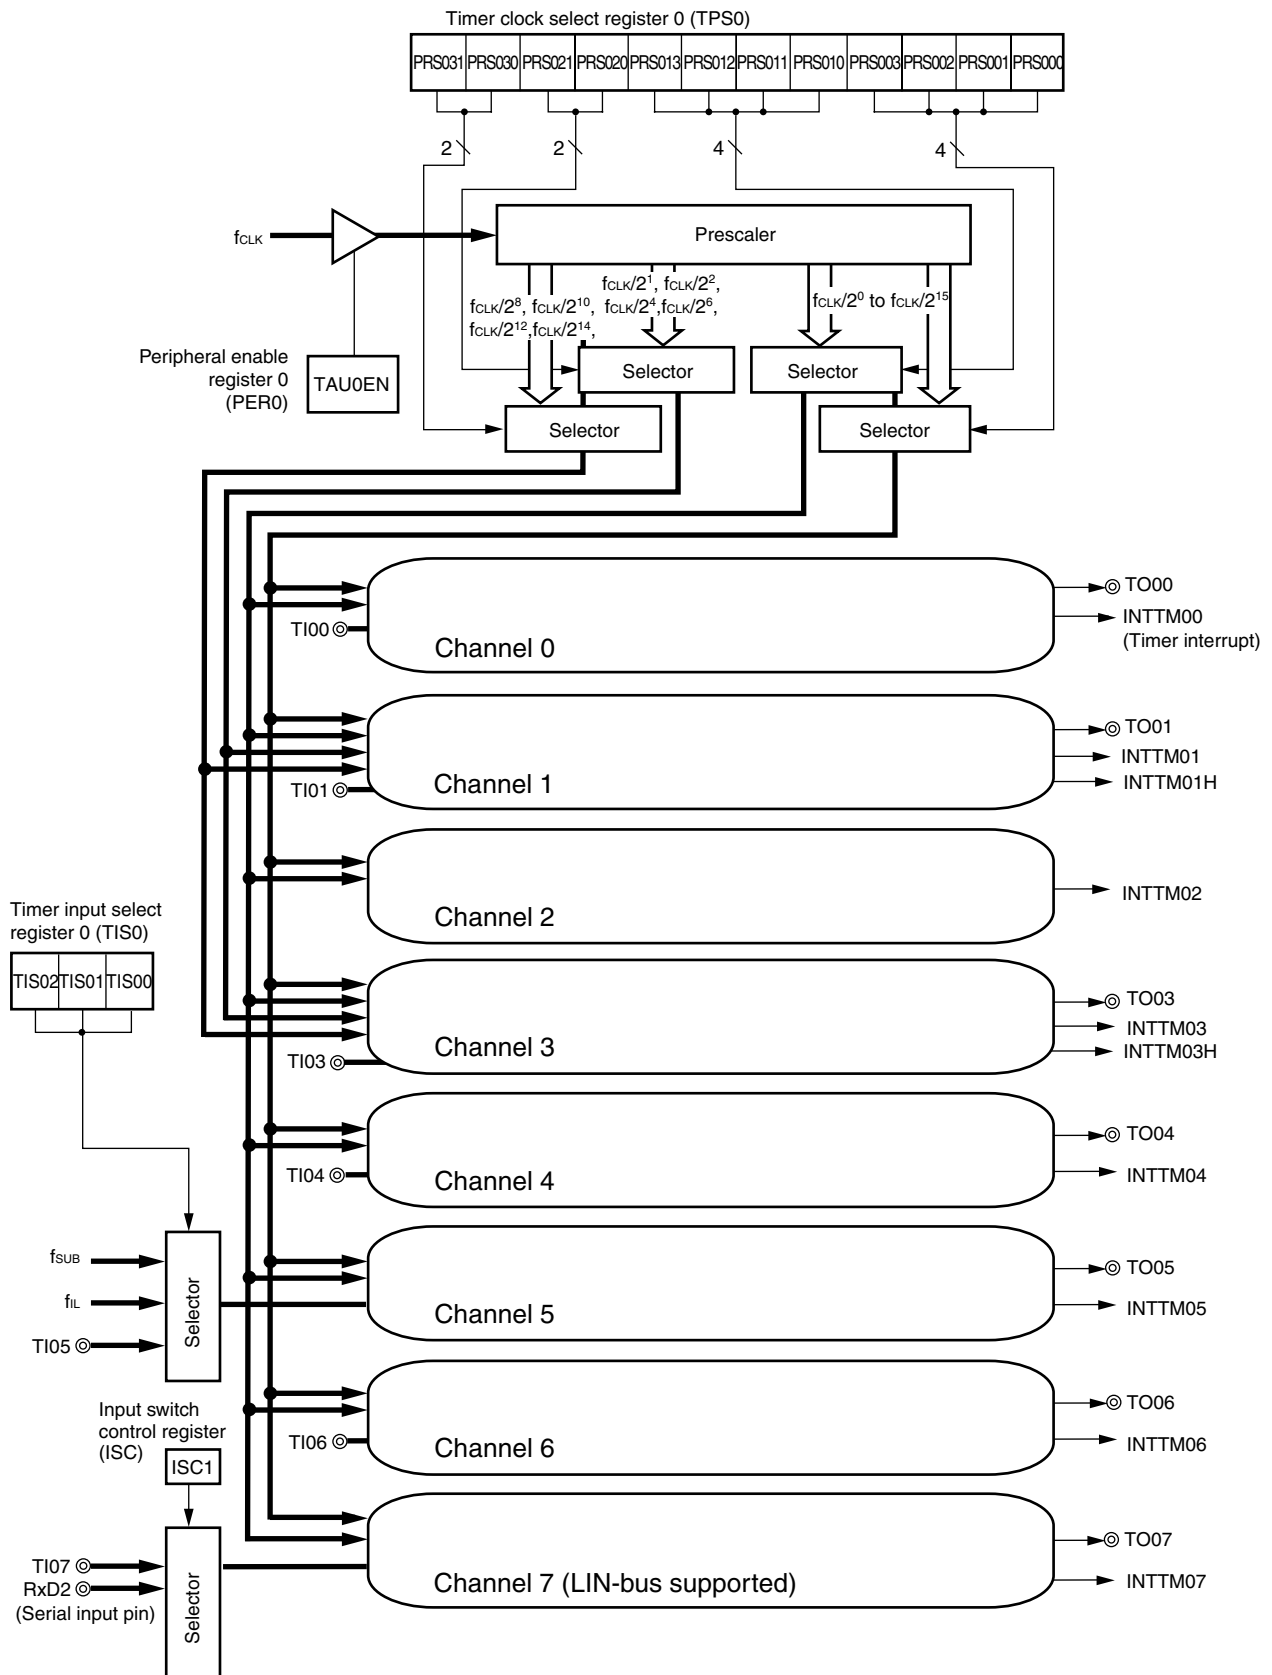 Timer clock select register 0 (TPS0)
PRS031 PRS030 PRS021 PRS020 PRS013 PRS012 PRS011 PRS010 PRS003 PRS002 PRS001 PRS000
2 2 4 4
fCLK
Prescaler
fCLK/2¹, fCLK/2²,
fCLK/2⁴,fCLK/2⁶,
fCLK/2⁸, fCLK/2¹⁰,
fCLK/2¹²,fCLK/2¹⁴,
fCLK/2⁰ to fCLK/2¹⁵
Peripheral enable
register 0
(PER0)
TAU0EN
Selector
Selector
Selector
Selector
TI00
Channel 0
TO00
INTTM00
(Timer interrupt)
TI01
Channel 1
TO01
INTTM01
INTTM01H
Channel 2
INTTM02
Timer input select
register 0 (TIS0)
TIS02 TIS01 TIS00
TI03
Channel 3
TO03
INTTM03
INTTM03H
TI04
Channel 4
TO04
INTTM04
fSUB
fIL
TI05
Selector
Channel 5
TO05
INTTM05
TI06
Channel 6
TO06
INTTM06
Input switch
control register
(ISC)
ISC1
TI07
RxD2
(Serial input pin)
Selector
Channel 7 (LIN-bus supported)
TO07
INTTM07